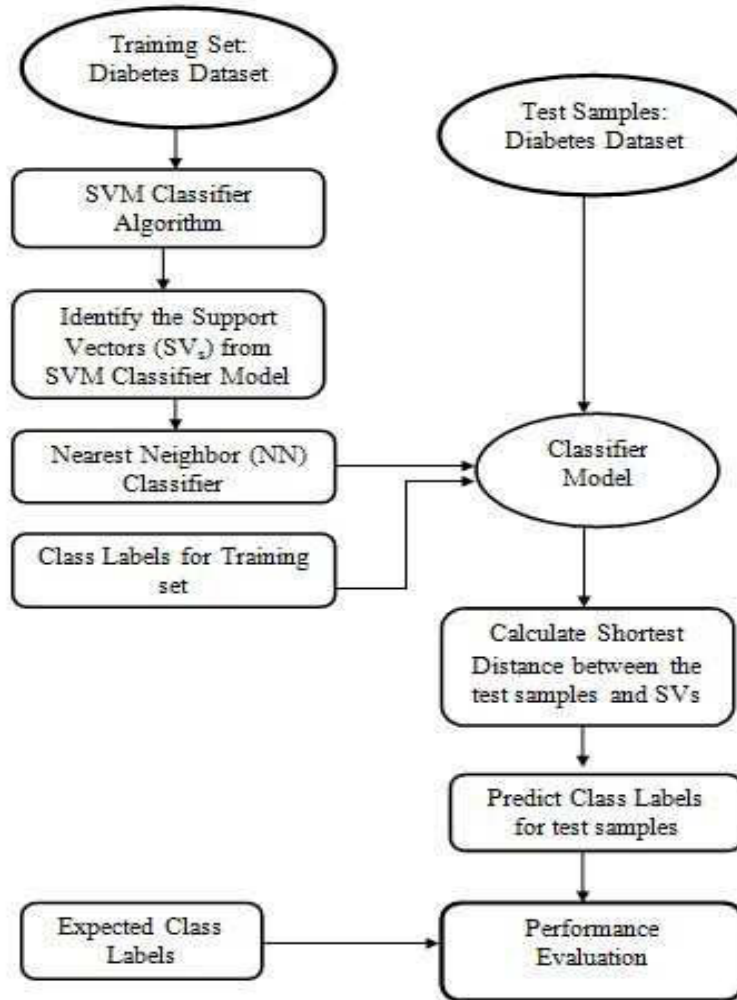 Training Set:
Diabetes Dataset
Test Samples:
Diabetes Dataset
SVM Classifier
Algorithm
Identify the Support
Vectors (SVs) from
SVM Classifier Model
Nearest Neighbor (NN)
Classifier
Classifier
Model
Class Labels for Training
set
Calculate Shortest
Distance between the
test samples and SVs
Predict Class Labels
for test samples
Expected Class
Labels
Performance
Evaluation